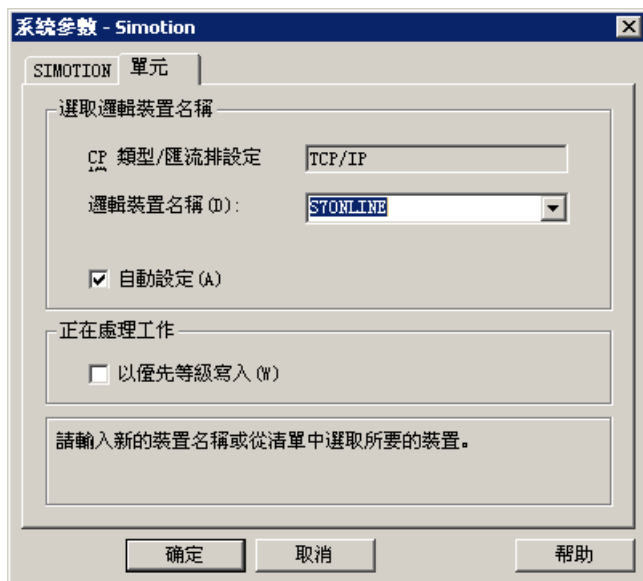 系統參數 - Simotion
SIMOTION 單元
選取邏輯裝置名稱
CP 類型/匯流排設定 TCP/IP
邏輯裝置名稱(D): S7ONLINE
自動設定(A)
正在處理工作
以優先等級寫入(W)
請輸入新的裝置名稱或從清單中選取所要的裝置。
确定 取消 帮助